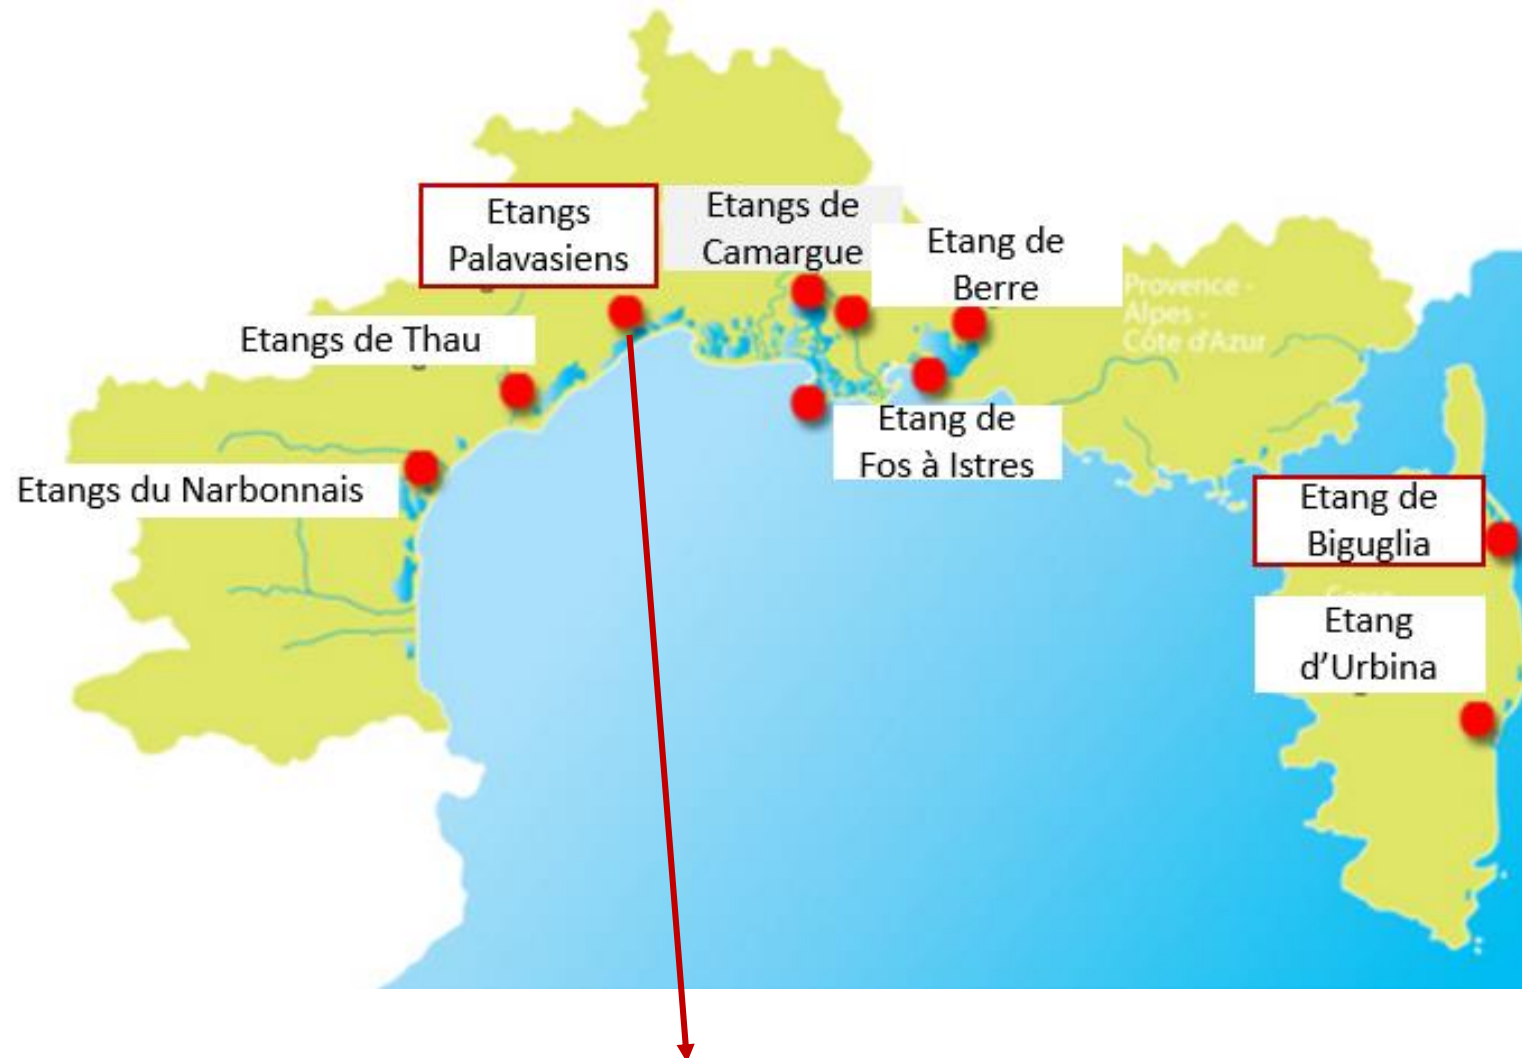 Etangs
Palavasiens
Etangs de
Camargue
Etang de
Berre
Provence -
Alpes -
Côte d'Azur
Etangs de Thau
Etang de
Fos à Istres
Etangs du Narbonnais
Etang de
Biguglia
Etang
d’Urbina